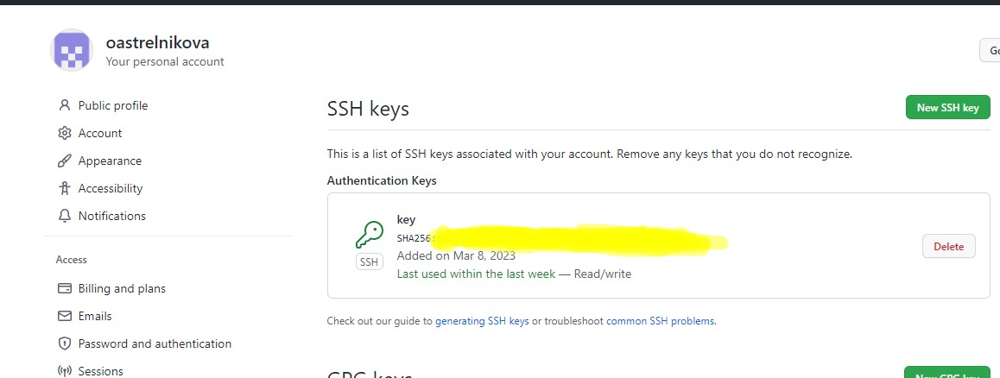 oastrelnikova
Your personal account
Public profile
Account
Appearance
Accessibility
Notifications
Access
Billing and plans
Emails
Password and authentication
Sessions
SSH keys
New SSH key
This is a list of SSH keys associated with your account. Remove any keys that you do not recognize.
Authentication Keys
key
SHA256:
SSH
Added on Mar 8, 2023
Last used within the last week — Read/write
Delete
Check out our guide to generating SSH keys or troubleshoot common SSH problems.
GPG keys
New GPG key